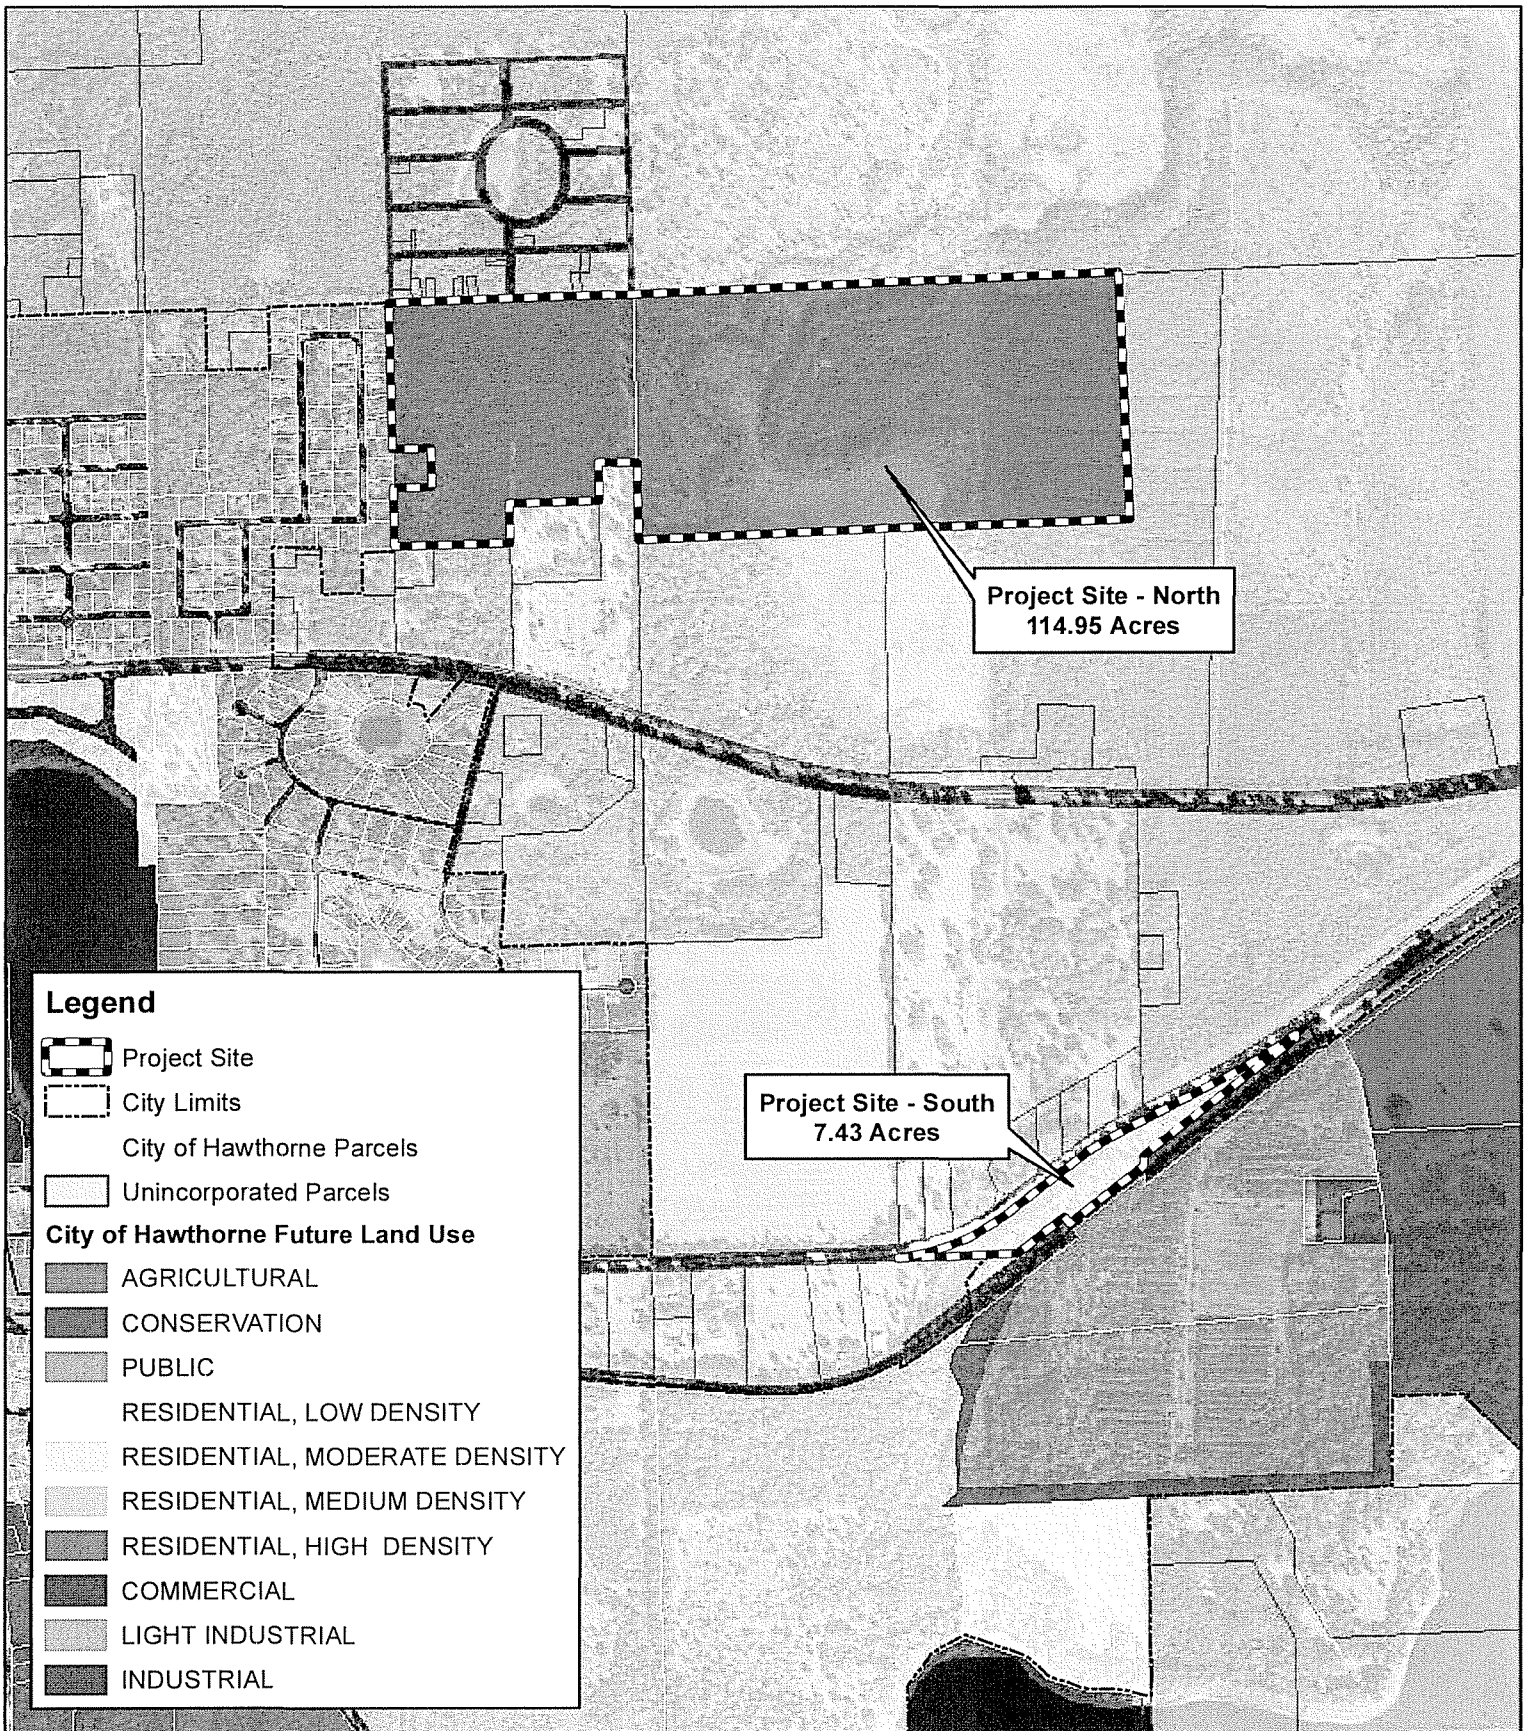 Project Site - North
114.95 Acres
Project Site - South
7.43 Acres
Legend
Project Site
City Limits
City of Hawthorne Parcels
Unincorporated Parcels
City of Hawthorne Future Land Use
AGRICULTURAL
CONSERVATION
PUBLIC
RESIDENTIAL, LOW DENSITY
RESIDENTIAL, MODERATE DENSITY
RESIDENTIAL, MEDIUM DENSITY
RESIDENTIAL, HIGH DENSITY
COMMERCIAL
LIGHT INDUSTRIAL
INDUSTRIAL